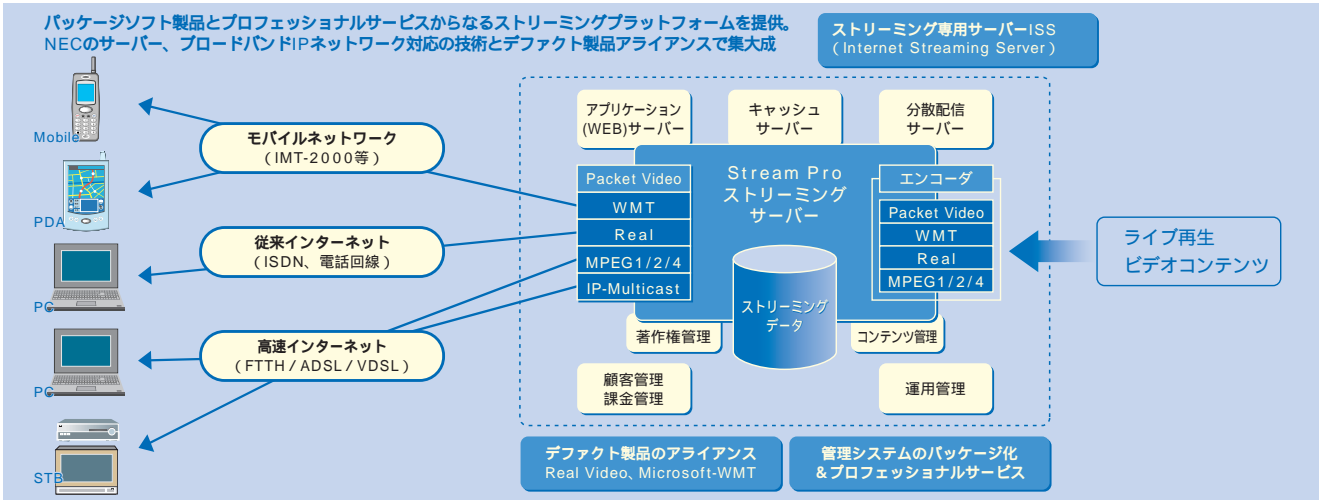 パッケージソフト製品とプロフェッショナルサービスからなるストリーミングプラットフォームを提供。
NECのサーバー、ブロードバンドIPネットワーク対応の技術とデファクト製品アライアンスで集大成
ストリーミング専用サーバーISS
(Internet Streaming Server)
Mobile
PDA
PC
PC
STB
モバイルネットワーク
(IMT-2000等)
従来インターネット
(ISDN、電話回線)
高速インターネット
(FTTH / ADSL / VDSL)
アプリケーション
(WEB)サーバー
キャッシュ
サーバー
分散配信
サーバー
Packet Video
WMT
Real
MPEG1/2/4
IP-Multicast
Stream Pro
ストリーミング
サーバー
ストリーミング
データ
エンコーダ
Packet Video
WMT
Real
MPEG1/2/4
ライブ再生
ビデオコンテンツ
著作権管理
コンテンツ管理
顧客管理
課金管理
運用管理
デファクト製品のアライアンス
Real Video、Microsoft-WMT
管理システムのパッケージ化
&プロフェッショナルサービス